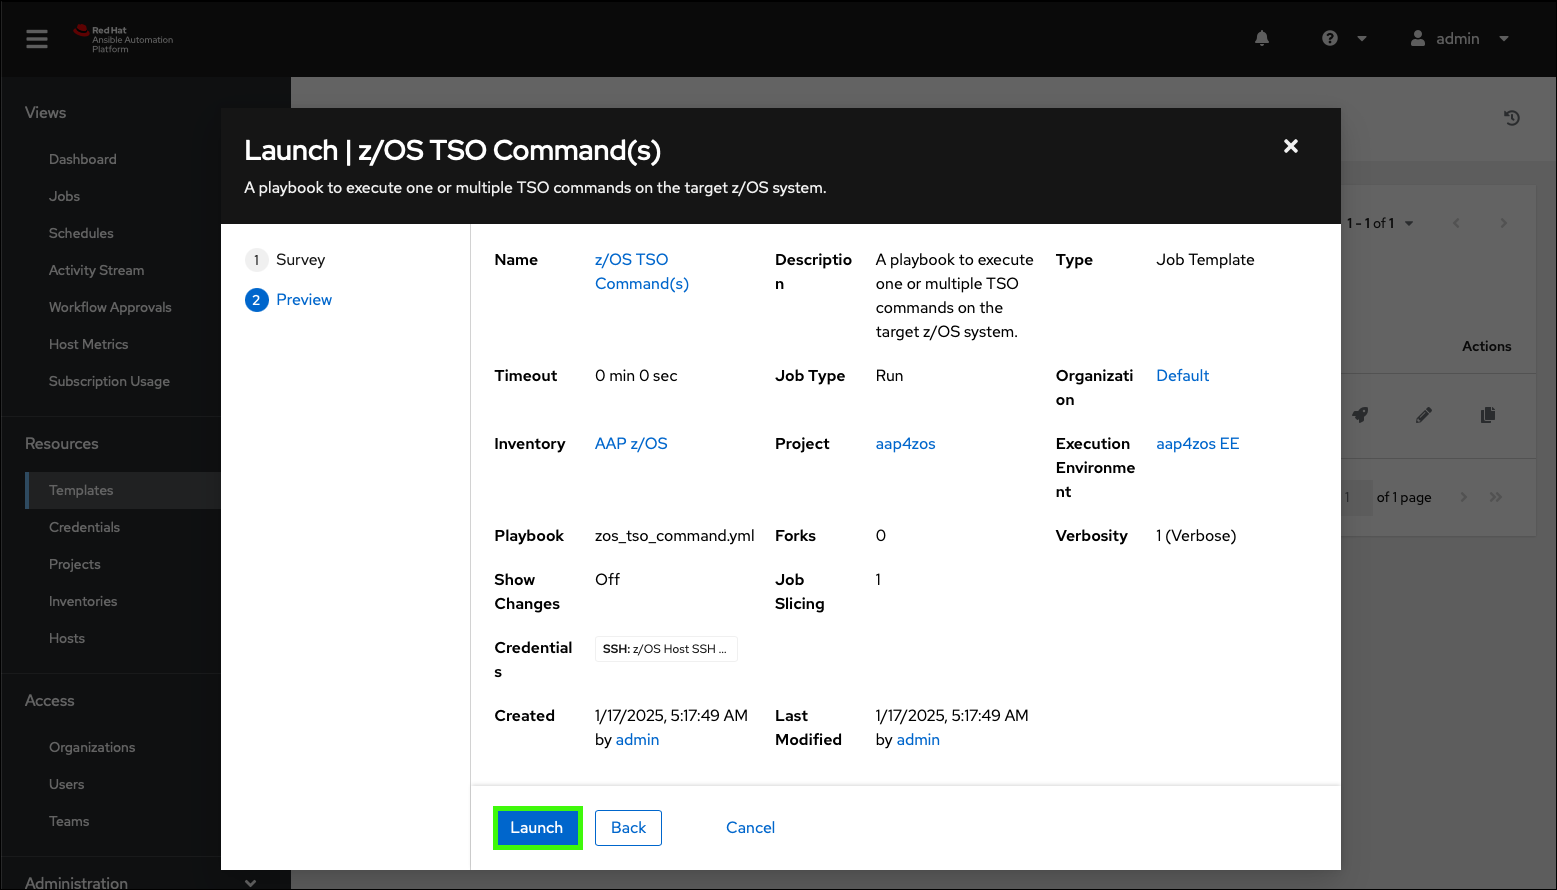 Red Hat
Ansible Automation
Platform
admin
Views
Dashboard
Jobs
Schedules
Activity Stream
Workflow Approvals
Host Metrics
Subscription Usage
Resources
Templates
Credentials
Projects
Inventories
Hosts
Access
Organizations
Users
Teams
Administration
Launch | z/OS TSO Command(s)
A playbook to execute one or multiple TSO commands on the target z/OS system.
1 Survey
2 Preview
Name
z/OS TSO
Command(s)
Descriptio
n
A playbook to execute
one or multiple TSO
commands on the
target z/OS system.
Type
Job Template
Timeout
0 min 0 sec
Job Type
Run
Organizati
on
Default
Inventory
AAP z/OS
Project
aap4zos
Execution
Environme
nt
aap4zos EE
Playbook
zos_tso_command.yml
Forks
0
Verbosity
1 (Verbose)
Show
Changes
Off
Job
Slicing
1
Credential
s
SSH: z/OS Host SSH ...
Created
1/17/2025, 5:17:49 AM
by admin
Last
Modified
1/17/2025, 5:17:49 AM
by admin
Launch
Back
Cancel
1 - 1 of 1
Actions
1 of 1 page